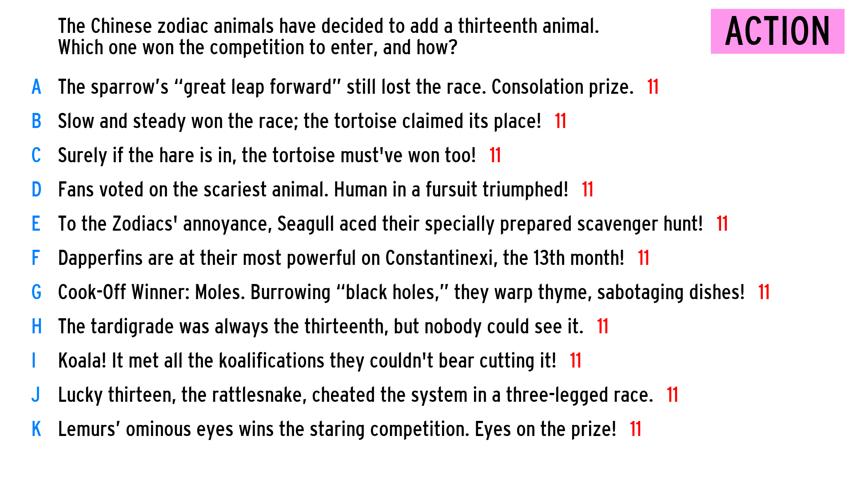 The Chinese zodiac animals have decided to add a thirteenth animal.
Which one won the competition to enter, and how?
ACTION
A The sparrow’s “great leap forward” still lost the race. Consolation prize. 11
B Slow and steady won the race; the tortoise claimed its place! 11
C Surely if the hare is in, the tortoise must've won too! 11
D Fans voted on the scariest animal. Human in a fursuit triumphed! 11
E To the Zodiacs' annoyance, Seagull aced their specially prepared scavenger hunt! 11
F Dapperfins are at their most powerful on Constantinexi, the 13th month! 11
G Cook-Off Winner: Moles. Burrowing “black holes,” they warp thyme, sabotaging dishes! 11
H The tardigrade was always the thirteenth, but nobody could see it. 11
I Koala! It met all the koalifications they couldn't bear cutting it! 11
J Lucky thirteen, the rattlesnake, cheated the system in a three-legged race. 11
K Lemurs’ ominous eyes wins the staring competition. Eyes on the prize! 11